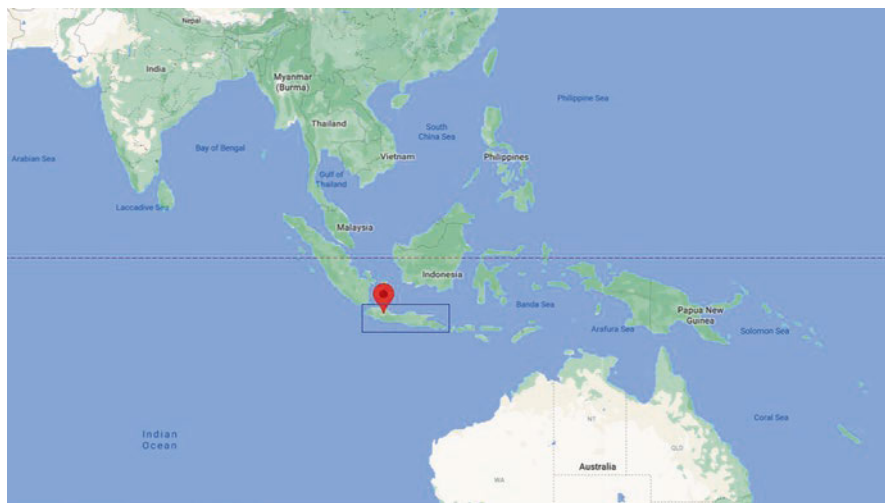 Nepal
India
Myanmar
(Burma)
Philippine Sea
Thailand
South
China Sea
Bay of Bengal
Vietnam
Philippines
Arabian Sea
Gulf of
Thailand
Laccadive Sea
Malaysia
Indonesia
Banda Sea
Papua New
Guinea
Arafura Sea
Solomon Sea
Coral Sea
NT
Indian
Ocean
QLD
Australia
WA